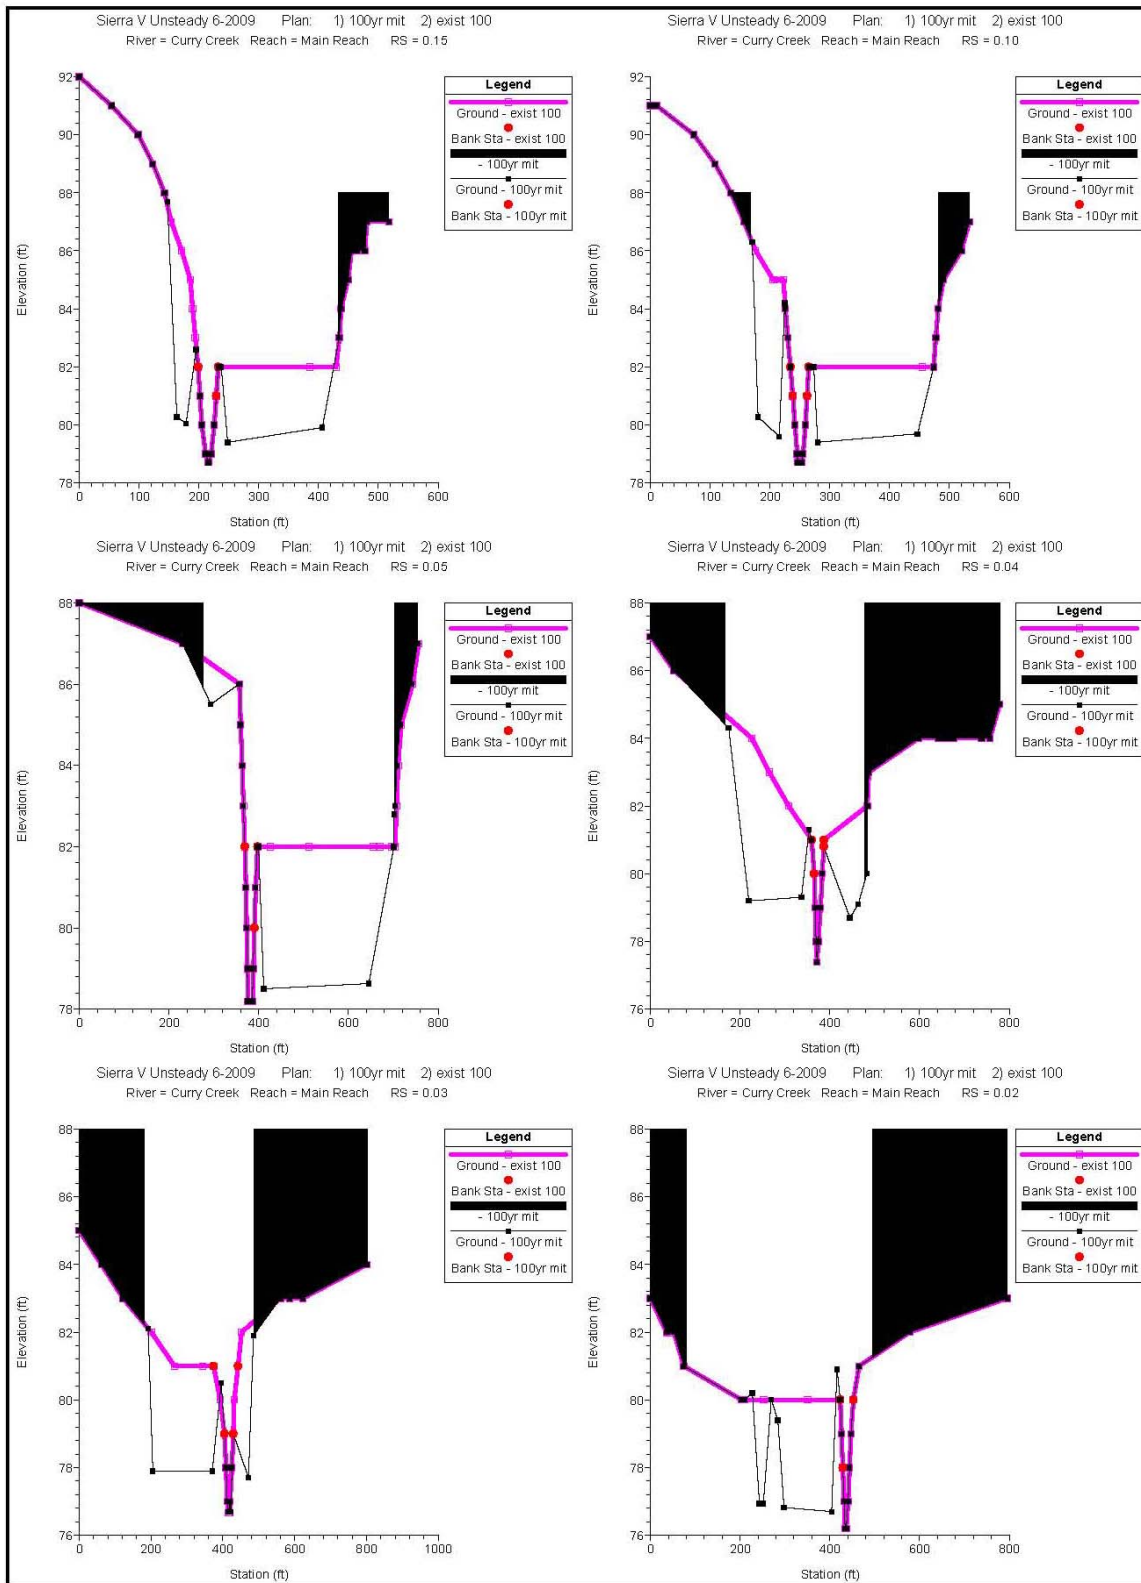 Sierra V Unsteady 6-2009 Plan: 1) 100yr mit 2) exist 100
River = Curry Creek Reach = Main Reach RS = 0.15
92
90
88
86
84
82
80
78
0 100 200 300 400 500 600
Elevation (ft)
Station (ft)
Legend
Ground - exist 100
Bank Sta - exist 100
- 100yr mit
Ground - 100yr mit
Bank Sta - 100yr mit
Sierra V Unsteady 6-2009 Plan: 1) 100yr mit 2) exist 100
River = Curry Creek Reach = Main Reach RS = 0.10
92
90
88
86
84
82
80
78
0 100 200 300 400 500 600
Elevation (ft)
Station (ft)
Legend
Ground - exist 100
Bank Sta - exist 100
- 100yr mit
Ground - 100yr mit
Bank Sta - 100yr mit
Sierra V Unsteady 6-2009 Plan: 1) 100yr mit 2) exist 100
River = Curry Creek Reach = Main Reach RS = 0.05
88
86
84
82
80
78
0 200 400 600 800
Elevation (ft)
Station (ft)
Legend
Ground - exist 100
Bank Sta - exist 100
- 100yr mit
Ground - 100yr mit
Bank Sta - 100yr mit
Sierra V Unsteady 6-2009 Plan: 1) 100yr mit 2) exist 100
River = Curry Creek Reach = Main Reach RS = 0.04
88
86
84
82
80
78
76
0 200 400 600 800
Elevation (ft)
Station (ft)
Legend
Ground - exist 100
Bank Sta - exist 100
- 100yr mit
Ground - 100yr mit
Bank Sta - 100yr mit
Sierra V Unsteady 6-2009 Plan: 1) 100yr mit 2) exist 100
River = Curry Creek Reach = Main Reach RS = 0.03
88
86
84
82
80
78
76
0 200 400 600 800 1000
Elevation (ft)
Station (ft)
Legend
Ground - exist 100
Bank Sta - exist 100
- 100yr mit
Ground - 100yr mit
Bank Sta - 100yr mit
Sierra V Unsteady 6-2009 Plan: 1) 100yr mit 2) exist 100
River = Curry Creek Reach = Main Reach RS = 0.02
88
86
84
82
80
78
76
0 200 400 600 800
Elevation (ft)
Station (ft)
Legend
Ground - exist 100
Bank Sta - exist 100
- 100yr mit
Ground - 100yr mit
Bank Sta - 100yr mit